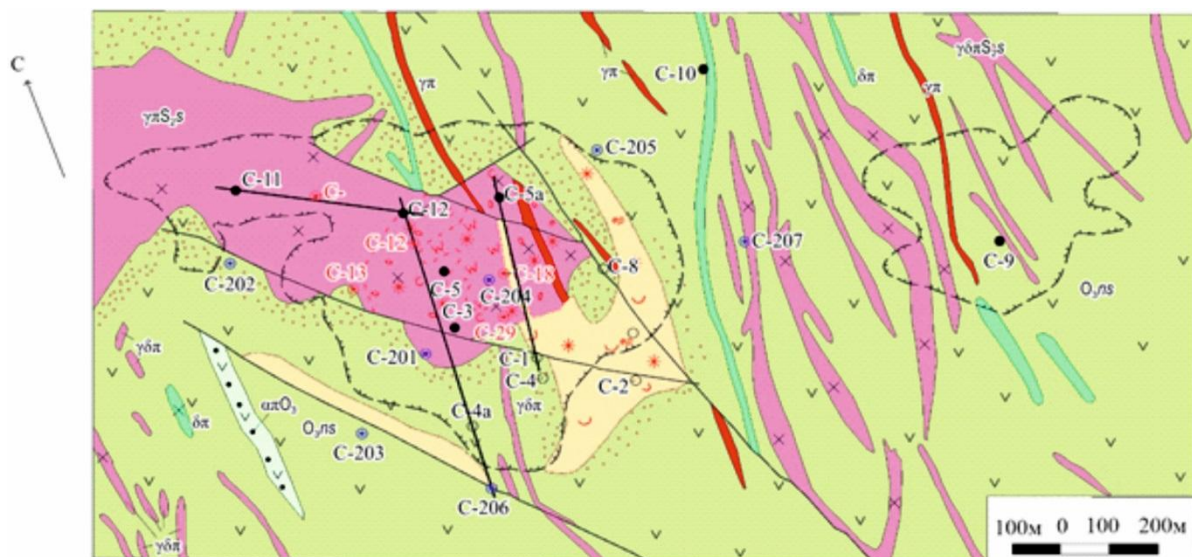 С
γπS₂s
γπ
γπ
С-10
δπ
γδπS₂s
γπ
С-205
С-11
С-
С-12
С-5а
С-12
С-13
С-18
С-8
С-207
С-9
С-202
С-5
С-204
O₃ns
С-3
С-29
С-201
С-1
С-4
С-2
γδπ
γδπ
απO₃
O₃ns
δπ
С-4а
С-203
С-206
γδπ
100м 0 100 200м